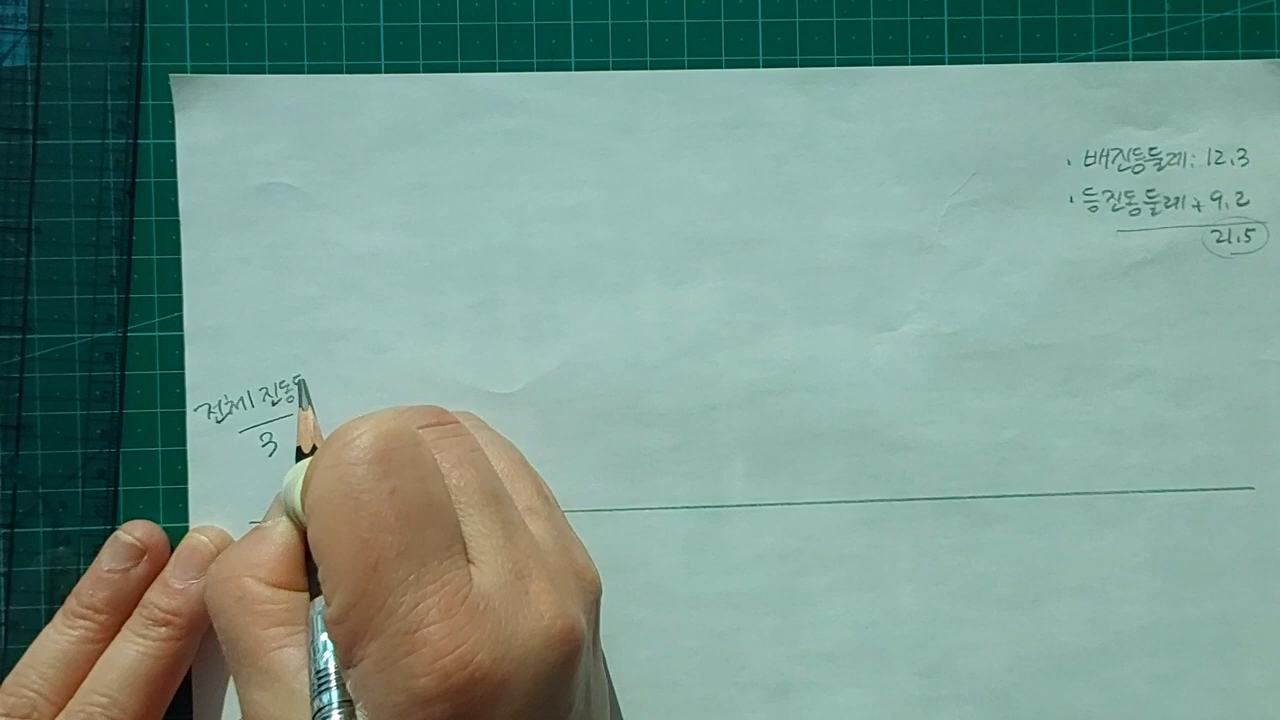 · 배진동둘레: 12.3
· 등진동둘레 + 9.2
21.5
전체 진동
3